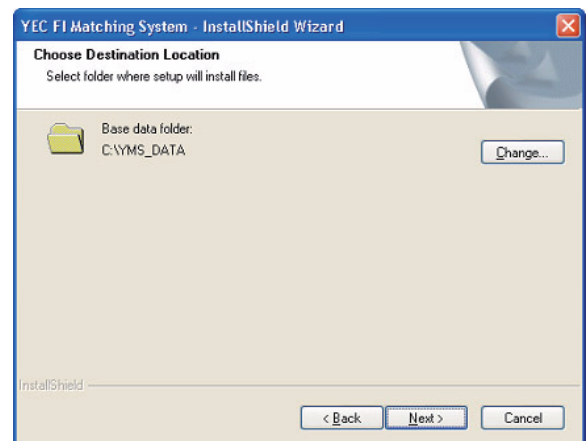 YEC FI Matching System - InstallShield Wizard
Choose Destination Location
Select folder where setup will install files.
Base data folder:
C:\YMS_DATA
Change...
InstallShield
< Back
Next >
Cancel